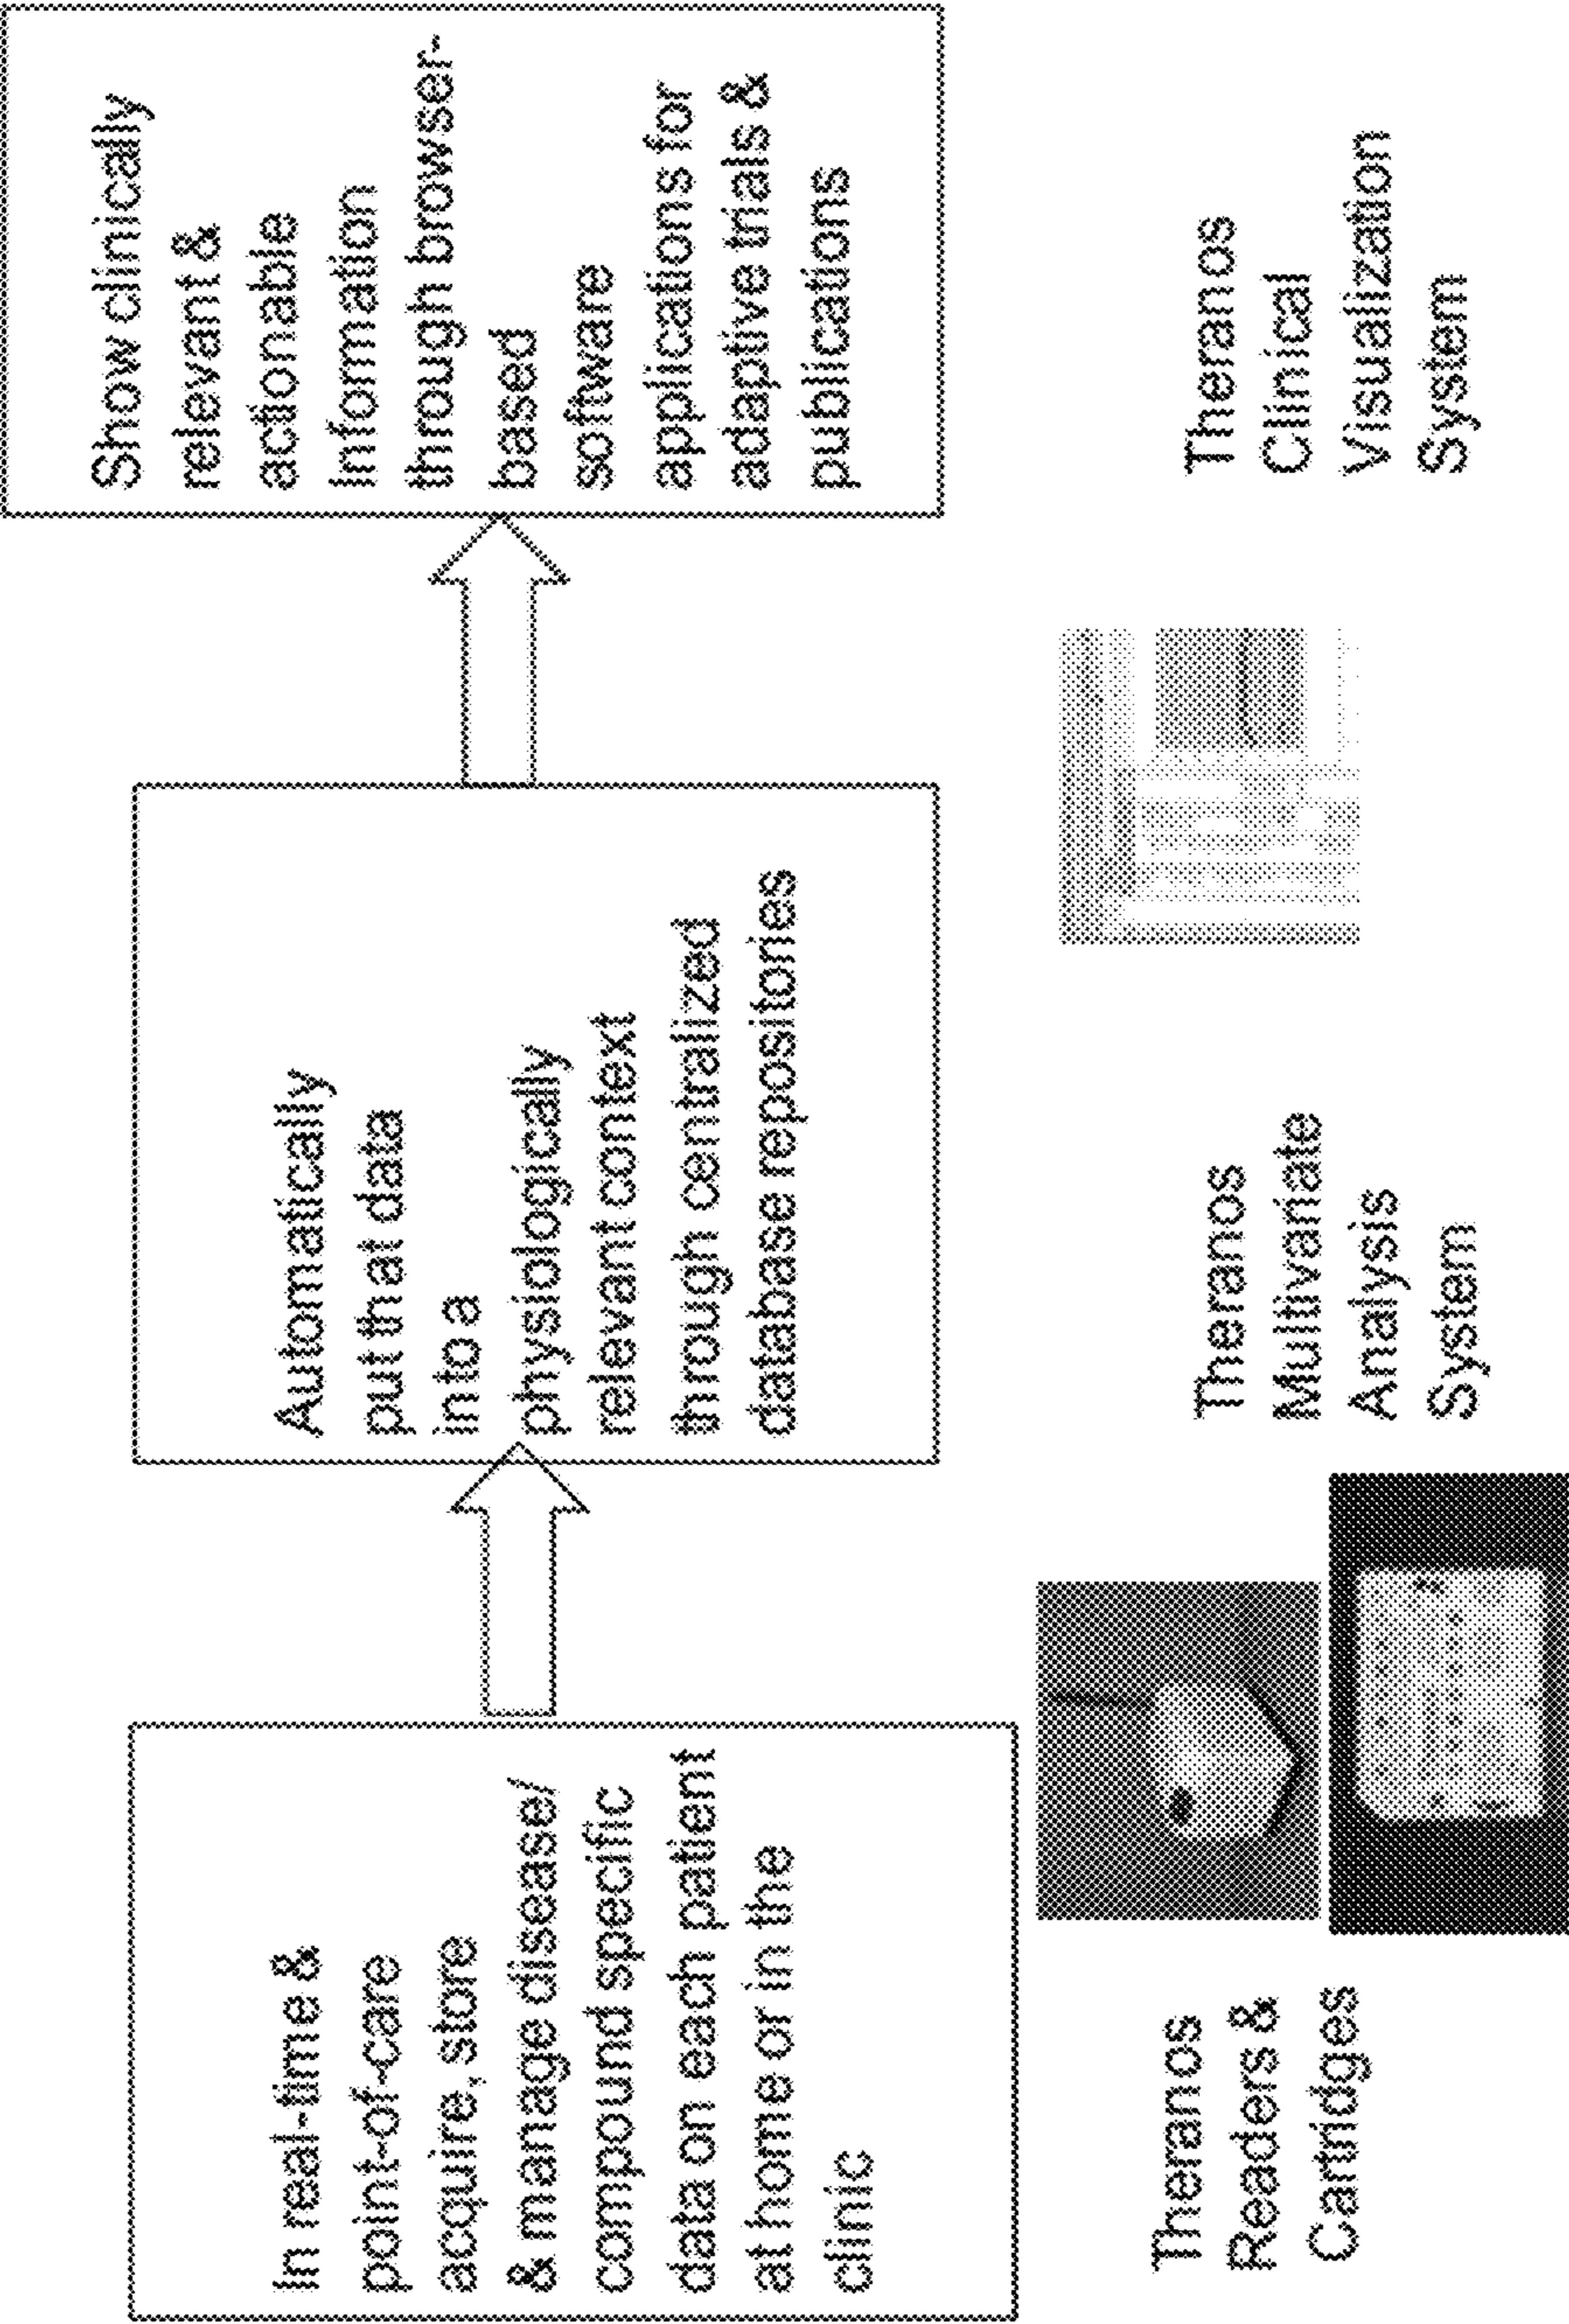 In real-time &
point-of-care
acquire, store
& manage disease/
compound specific
data on each patient
at home or in the
clinic
Automatically
put that data
into a
physiologically
relevant context
through centralized
database repositories
Show clinically
relevant &
actionable
Information
through browser-
based
software
applications for
adaptive trials &
publications
Theranos
Readers &
Cartridges
Theranos
Multivariate
Analysis
System
Theranos
Clinical
Visualization
System